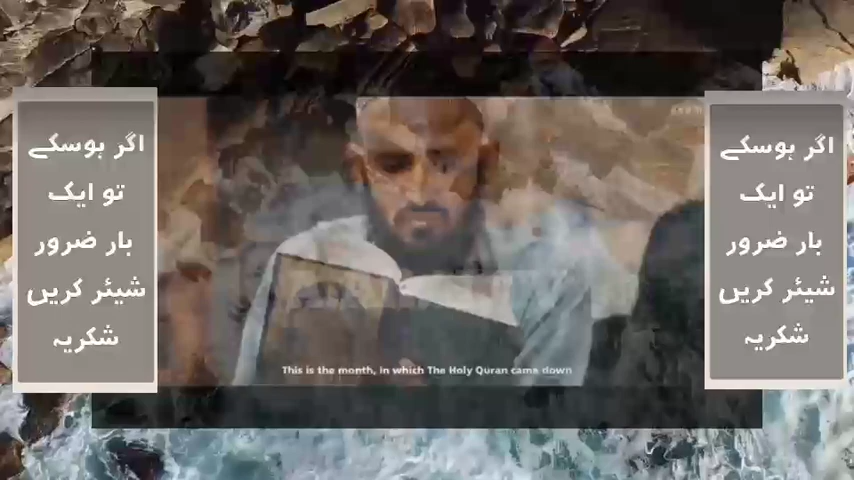 اگر ہوسکے
تو ایک
بار ضرور
شیئر کریں
شکریہ
This is the month, in which The Holy Quran came down
اگر ہوسکے
تو ایک
بار ضرور
شیئر کریں
شکریہ